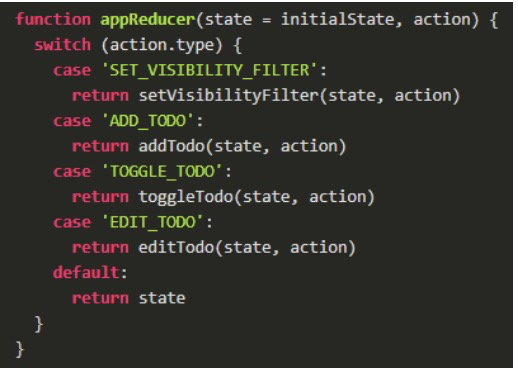 function appReducer(state = initialState, action) {
  switch (action.type) {
    case 'SET_VISIBILITY_FILTER':
      return setVisibilityFilter(state, action)
    case 'ADD_TODO':
      return addTodo(state, action)
    case 'TOGGLE_TODO':
      return toggleTodo(state, action)
    case 'EDIT_TODO':
      return editTodo(state, action)
    default:
      return state
  }
}